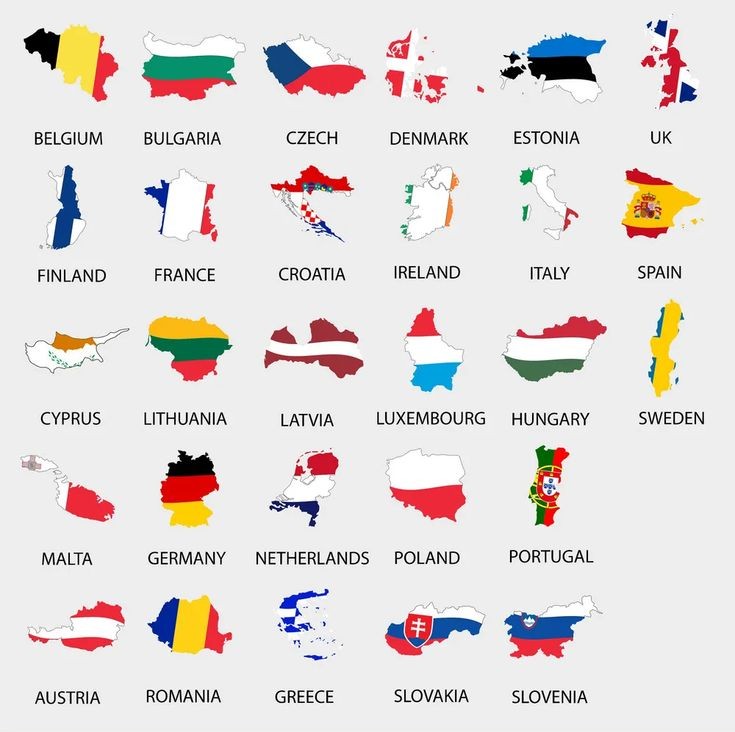 BELGIUM BULGARIA CZECH DENMARK ESTONIA UK
FINLAND FRANCE CROATIA IRELAND ITALY SPAIN
CYPRUS LITHUANIA LATVIA LUXEMBOURG HUNGARY SWEDEN
MALTA GERMANY NETHERLANDS POLAND PORTUGAL
AUSTRIA ROMANIA GREECE SLOVAKIA SLOVENIA